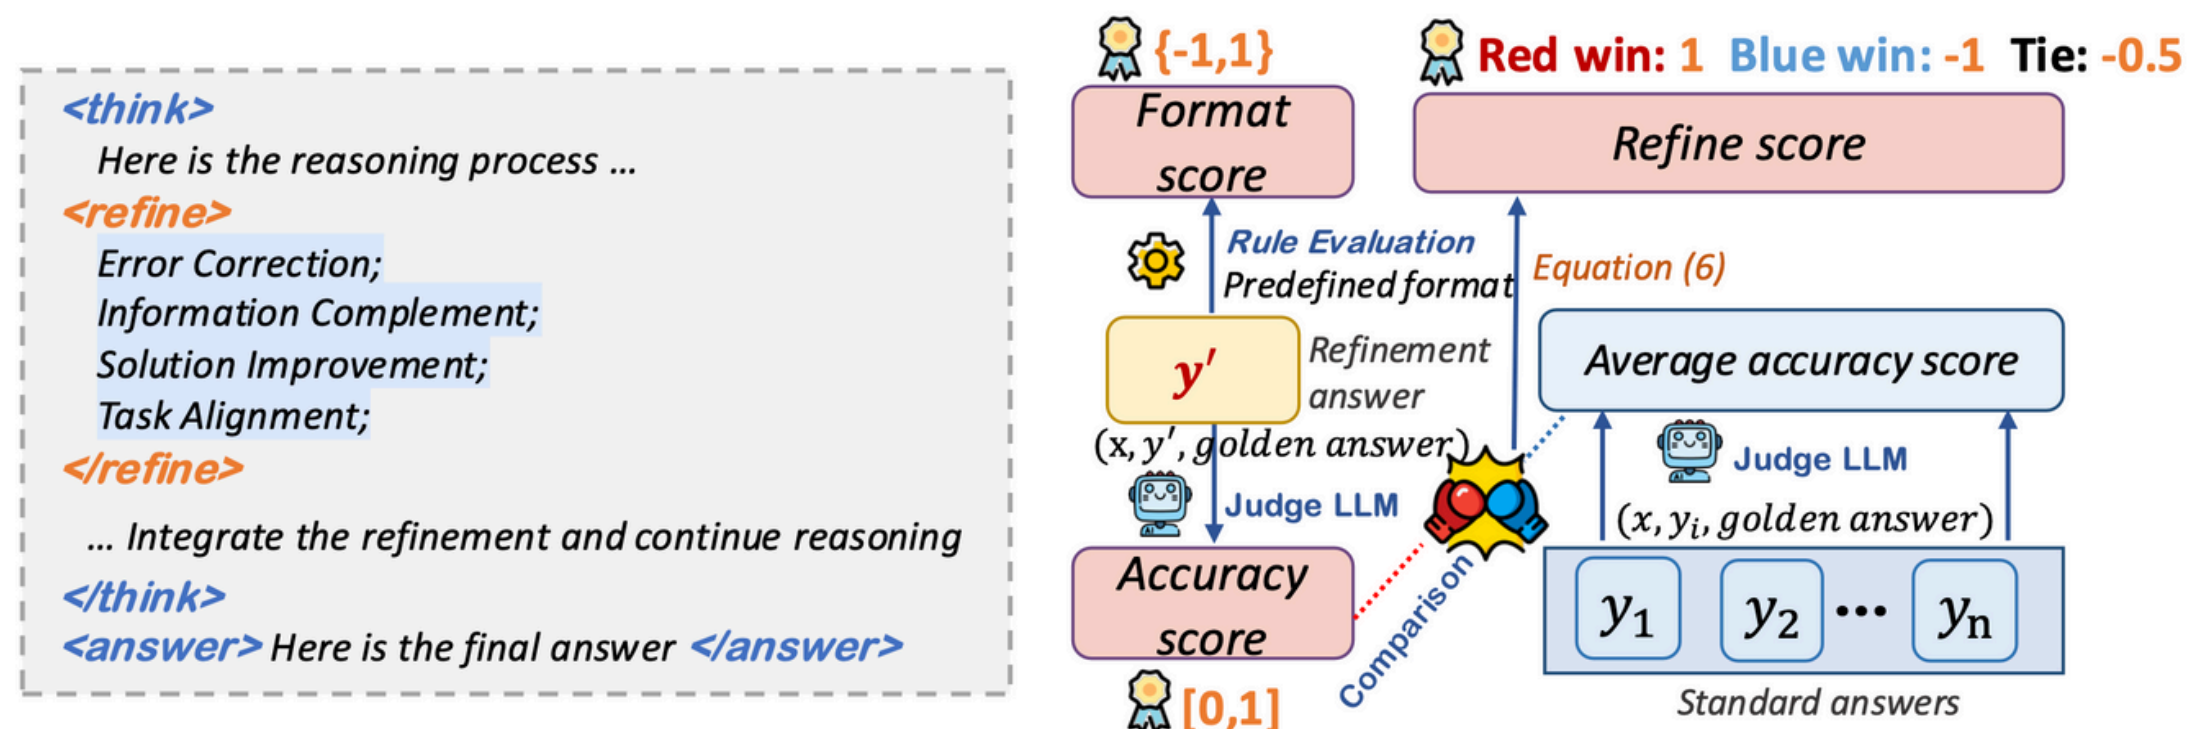 <think>
Here is the reasoning process ...
<refine>
Error Correction;
Information Complement;
Solution Improvement;
Task Alignment;
</refine>
... Integrate the refinement and continue reasoning
</think>
<answer> Here is the final answer </answer>
{-1,1}
Format
score
Rule Evaluation
Predefined format
y′
Refinement
answer
(x, y′, golden answer)
Judge LLM
AI
Accuracy
score
[0,1]
Red win: 1 Blue win: -1 Tie: -0.5
Refine score
Equation (6)
Average accuracy score
Comparison
Judge LLM
AI
(x, yᵢ, golden answer)
y₁ y₂ ... yₙ
Standard answers